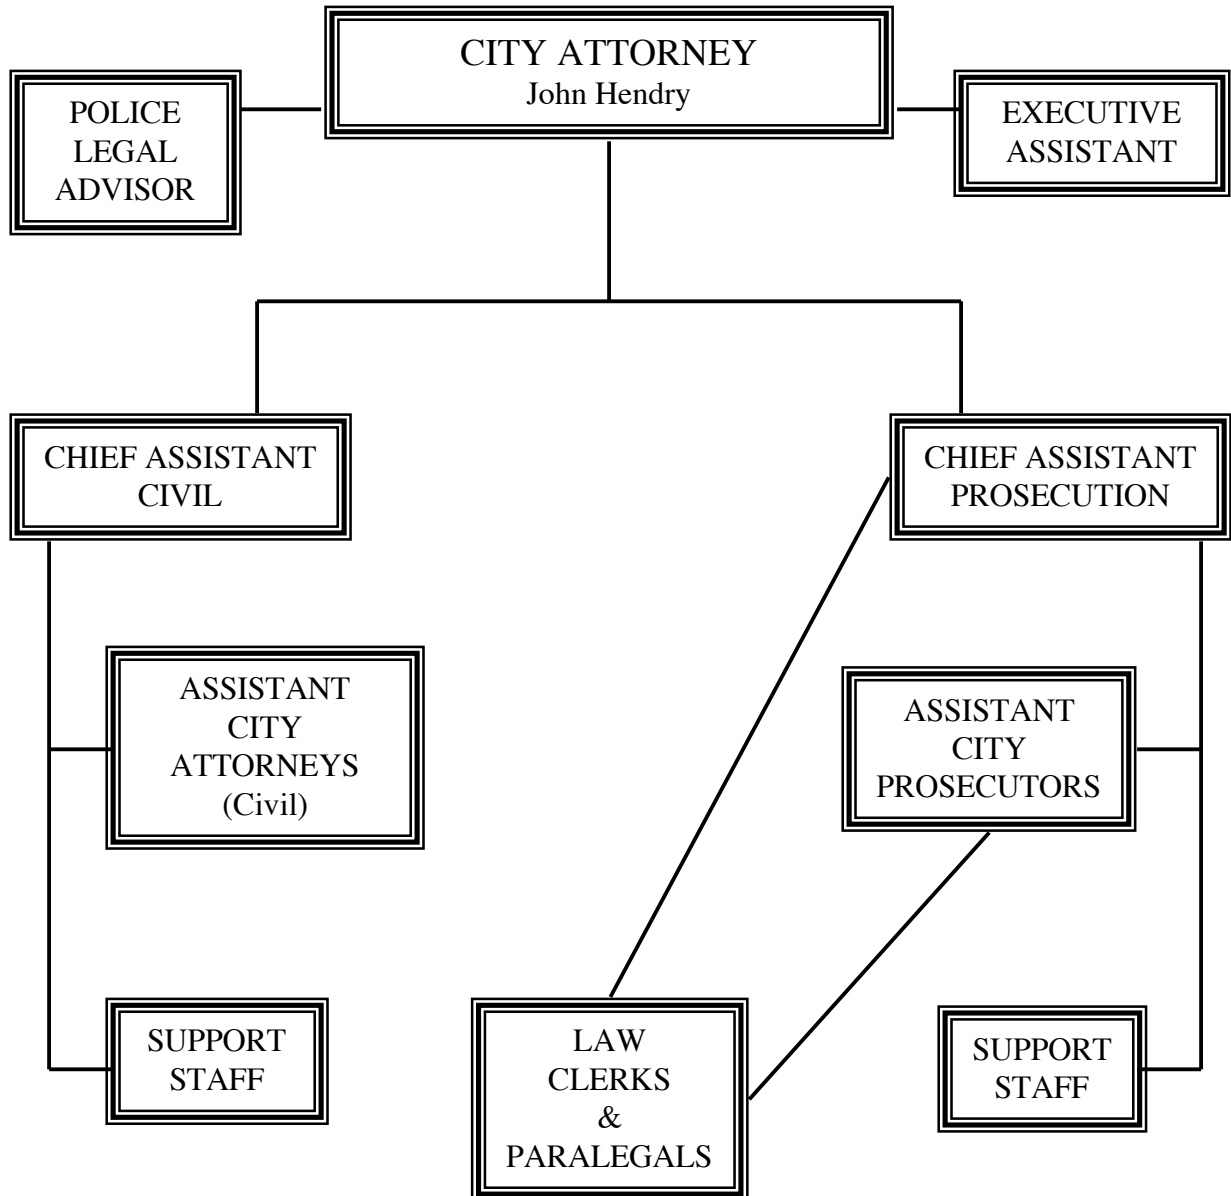 CITY ATTORNEY
John Hendry
POLICE
LEGAL
ADVISOR
EXECUTIVE
ASSISTANT
CHIEF ASSISTANT
CIVIL
CHIEF ASSISTANT
PROSECUTION
ASSISTANT
CITY
ATTORNEYS
(Civil)
ASSISTANT
CITY
PROSECUTORS
SUPPORT
STAFF
LAW
CLERKS
&
PARALEGALS
SUPPORT
STAFF